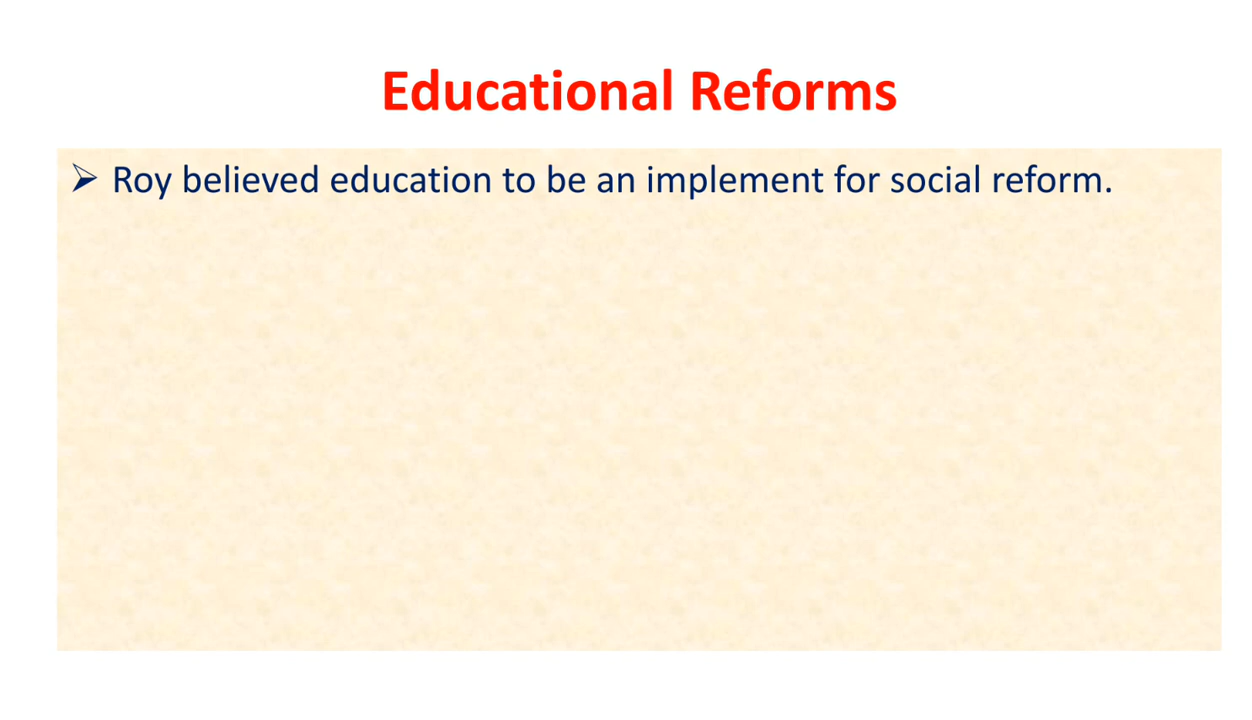 Educational Reforms
➢ Roy believed education to be an implement for social reform.